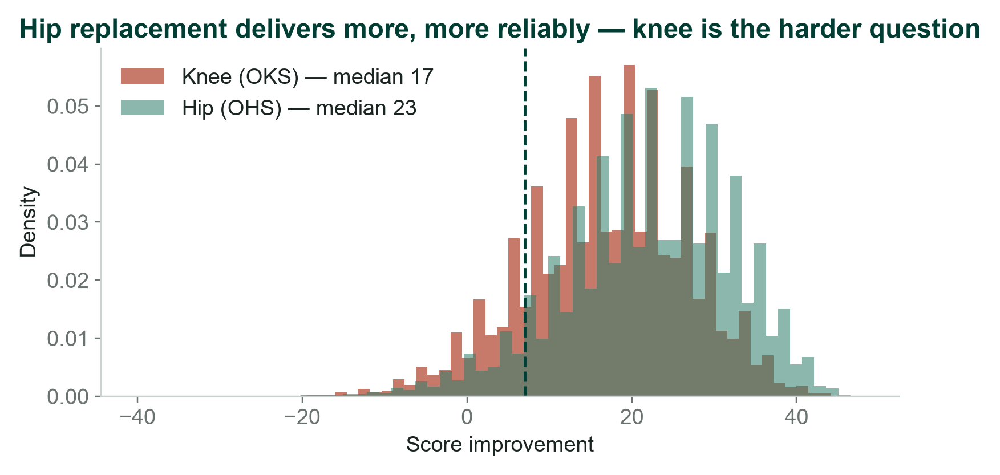 Hip replacement delivers more, more reliably — knee is the harder question
Knee (OKS) — median 17
Hip (OHS) — median 23
0.05
0.04
0.03
0.02
0.01
0.00
Density
−40
−20
0
20
40
Score improvement